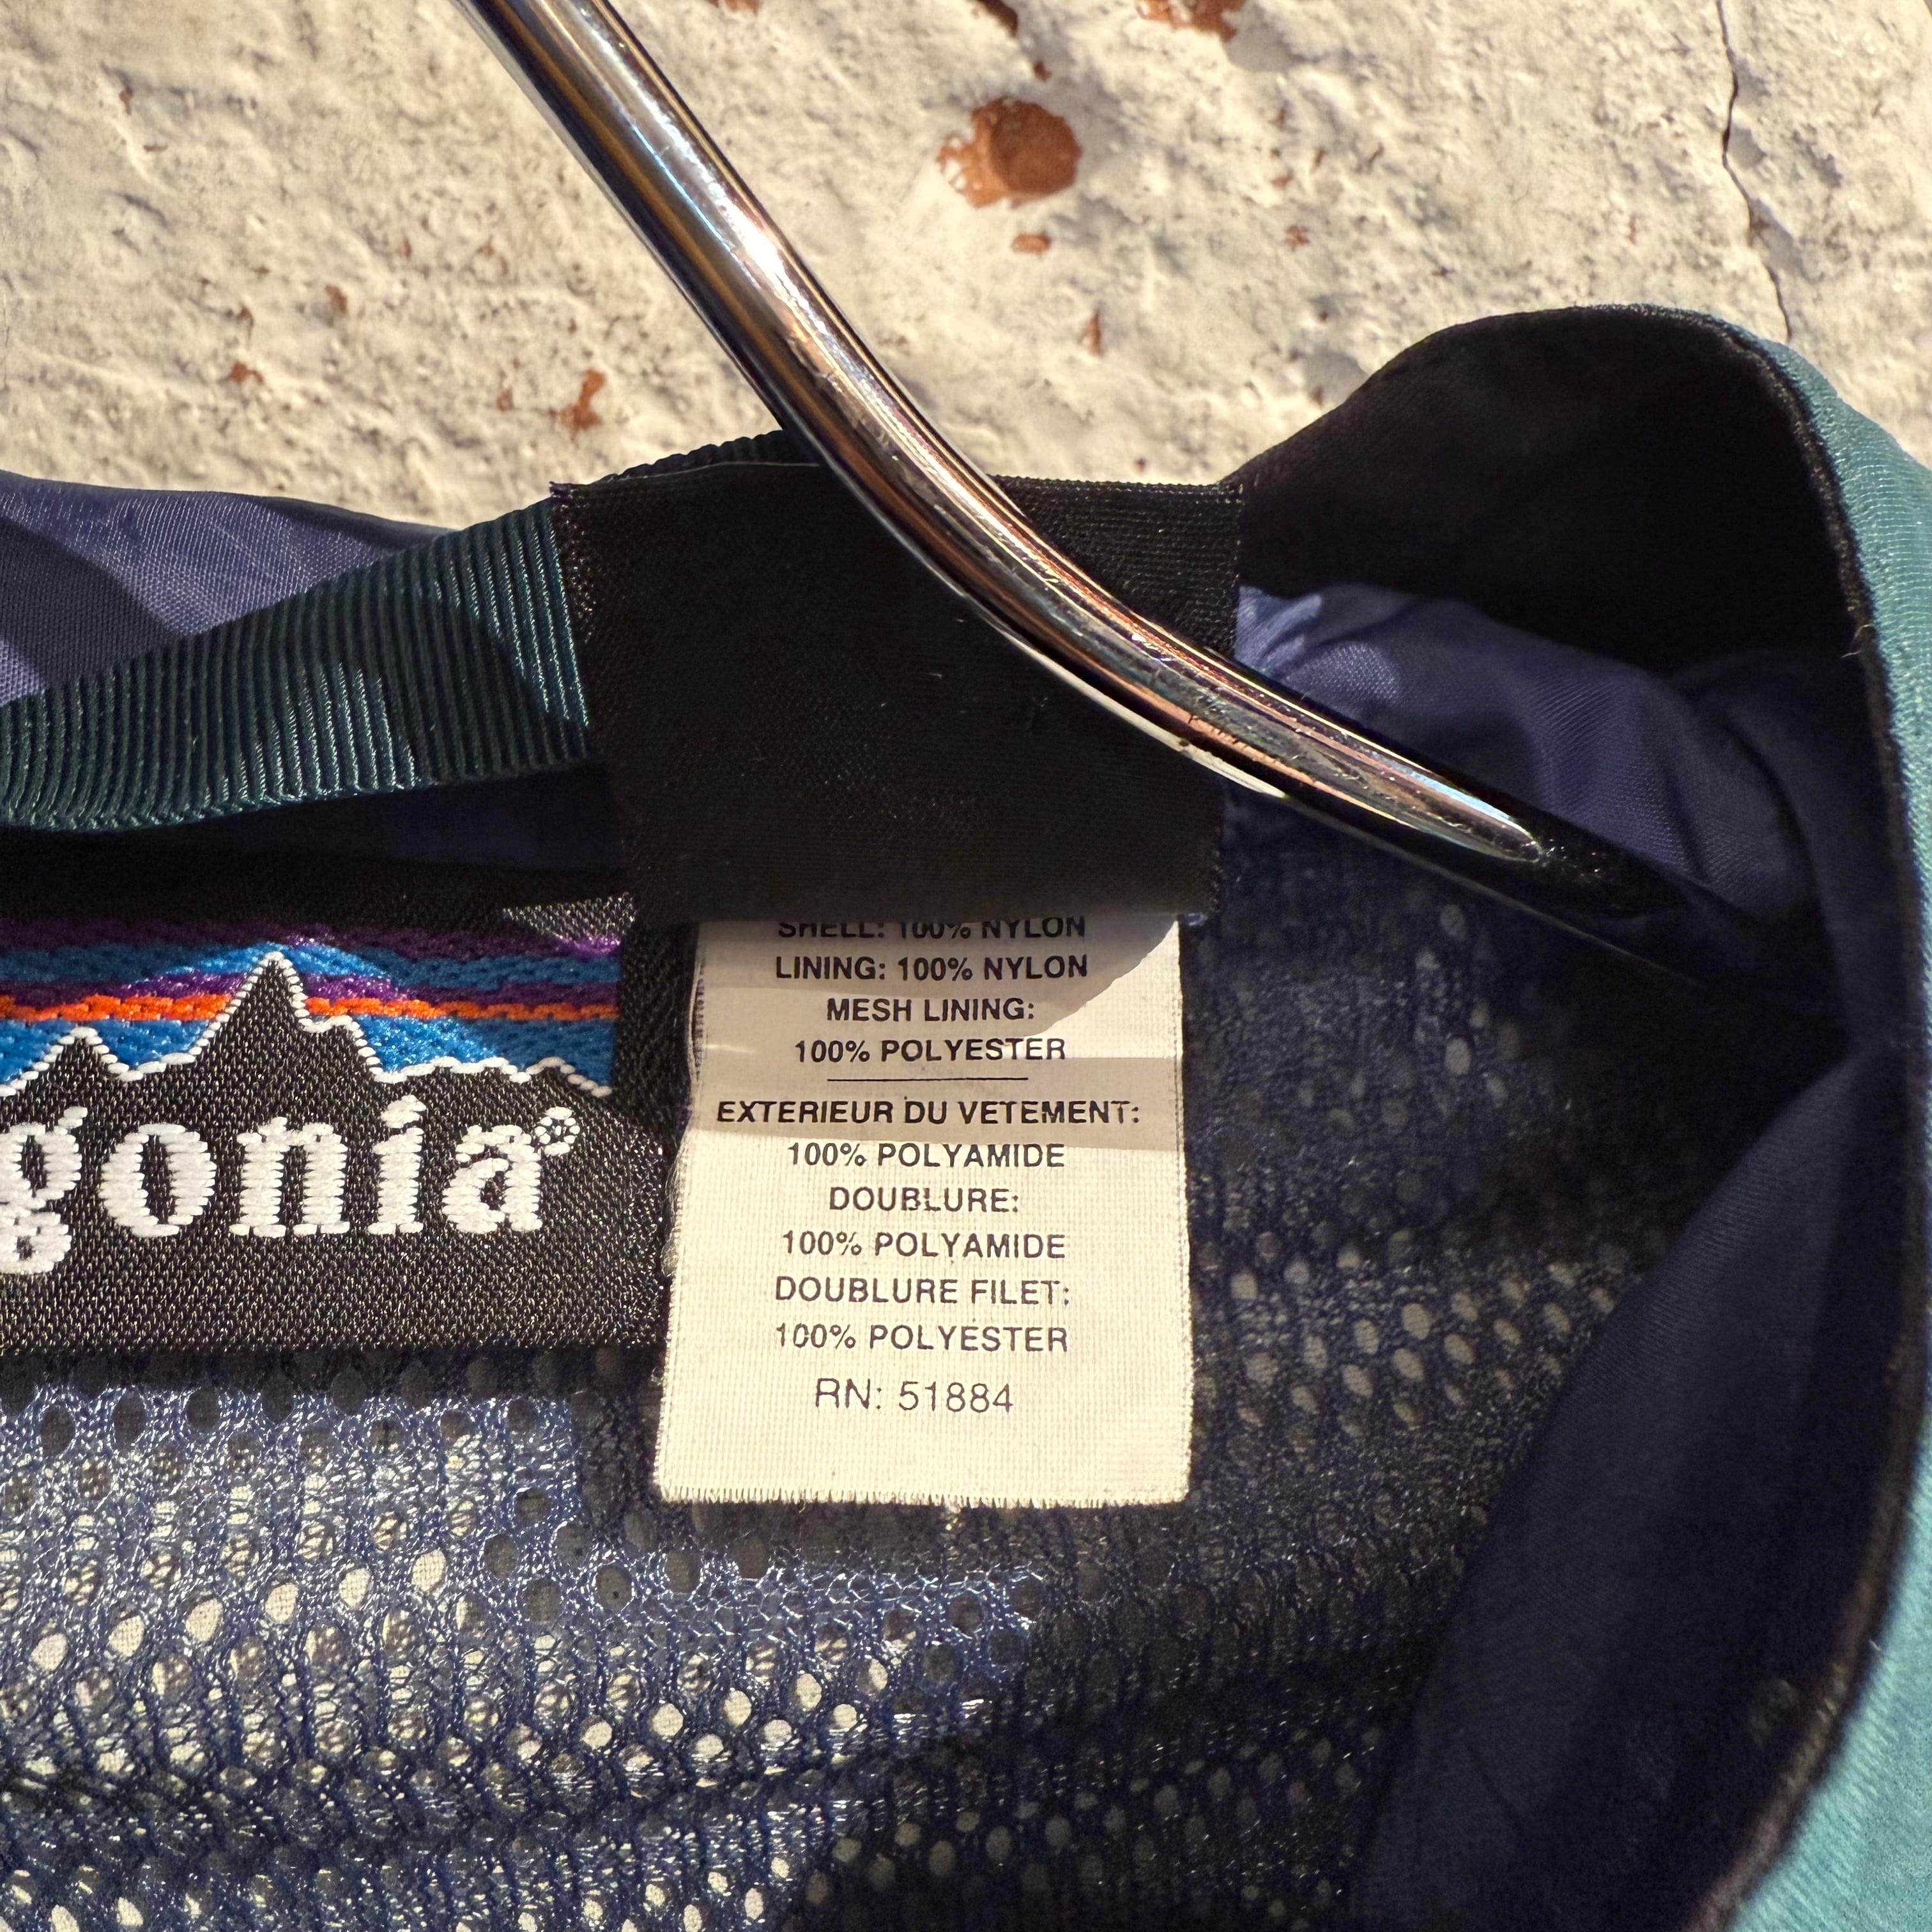 gonia®
SHELL: 100% NYLON
LINING: 100% NYLON
MESH LINING:
100% POLYESTER
EXTERIEUR DU VETEMENT:
100% POLYAMIDE
DOUBLURE:
100% POLYAMIDE
DOUBLURE FILET:
100% POLYESTER
RN: 51884